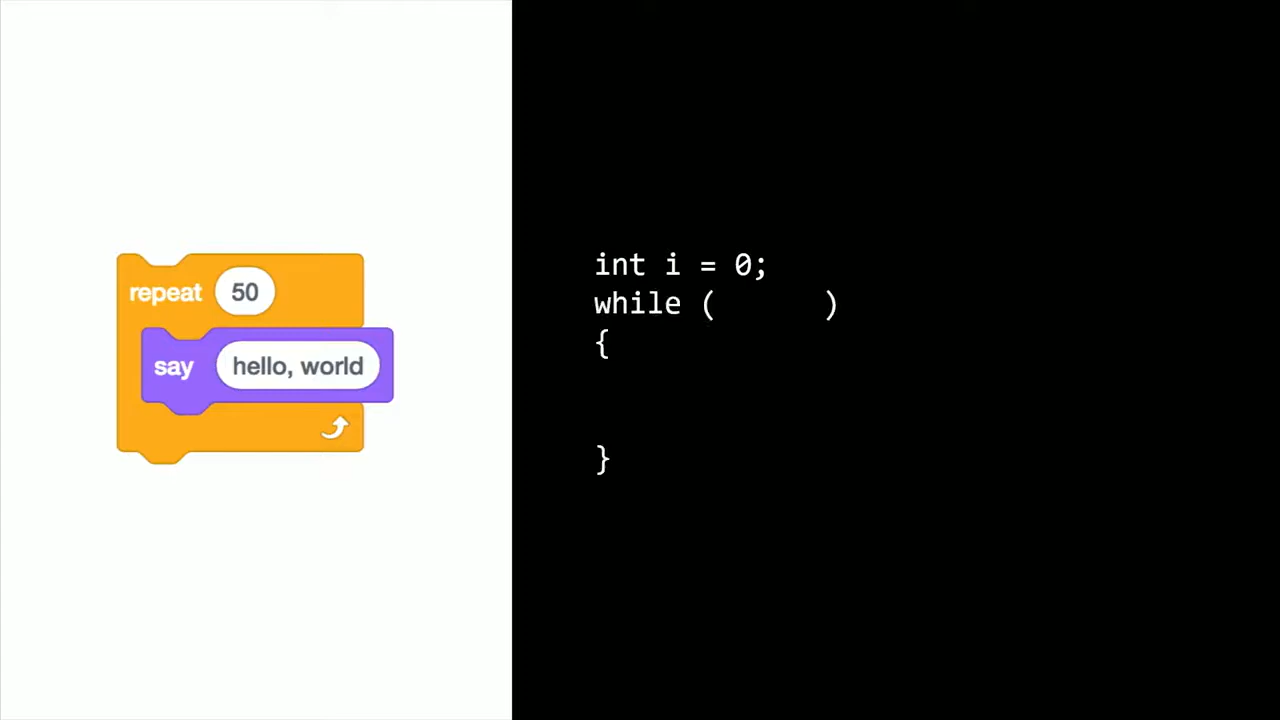 repeat 50
say hello, world
int i = 0;
while (      )
{
}